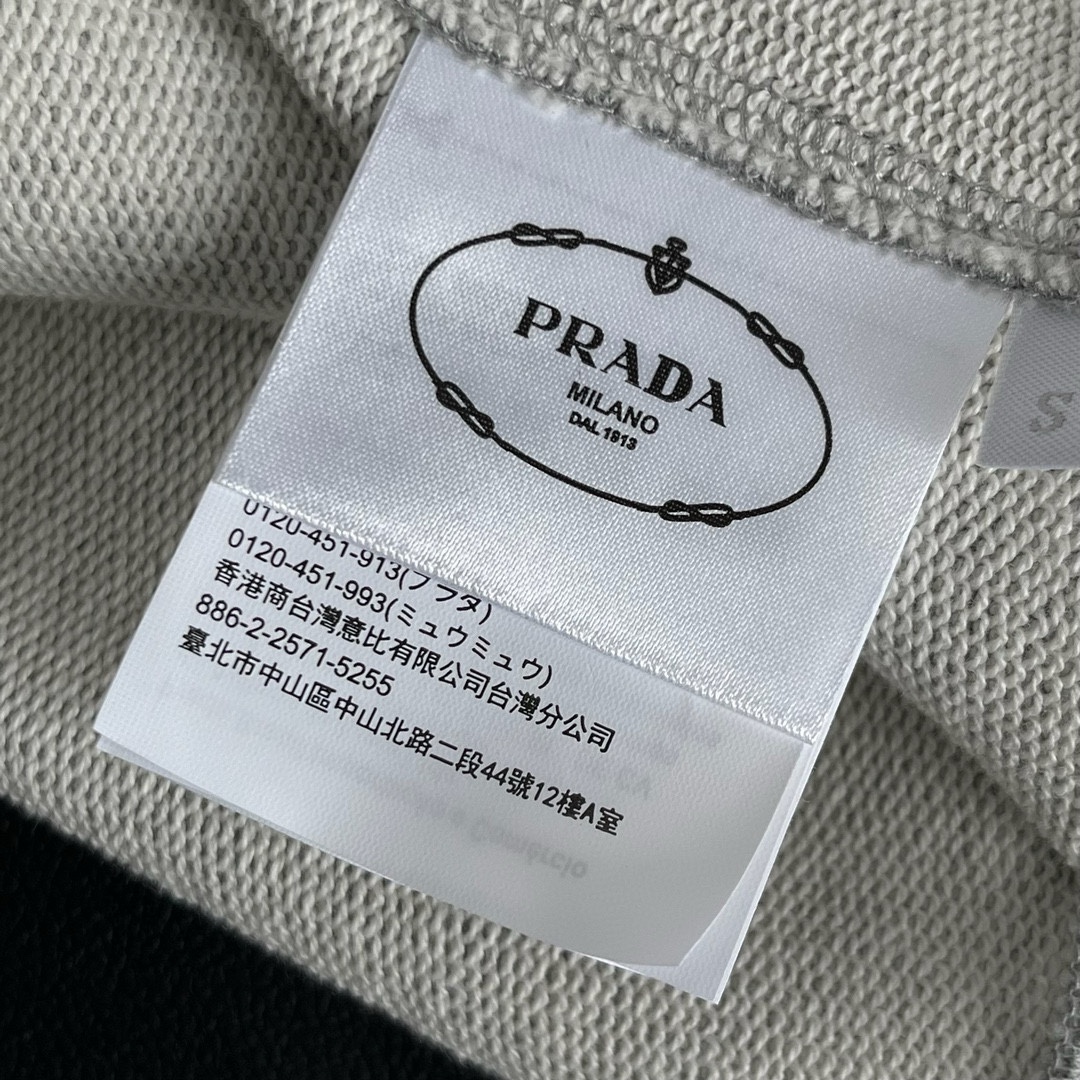 PRADA
MILANO
DAL 1913
S
0120-451-913(プラダ)
0120-451-993(ミュウミュウ)
香港商台灣意比有限公司台灣分公司
886-2-2571-5255
臺北市中山區中山北路二段44號12樓A室